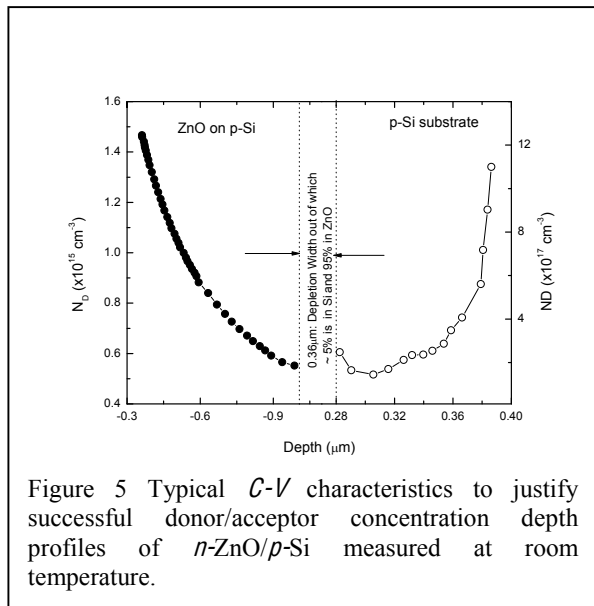 1.6
1.4
1.2
1.0
0.8
0.6
0.4
N_D (x10^15 cm^-3)
ZnO on p-Si
p-Si substrate
0.36μm: Depletion Width out of which
~ 5% is in Si and 95% in ZnO
12
8
4
ND (x10^17 cm^-3)
-0.3 -0.6 -0.9 0.28 0.32 0.36 0.40
Depth (μm)
Figure 5 Typical C-V characteristics to justify
successful donor/acceptor concentration depth
profiles of n-ZnO/p-Si measured at room
temperature.